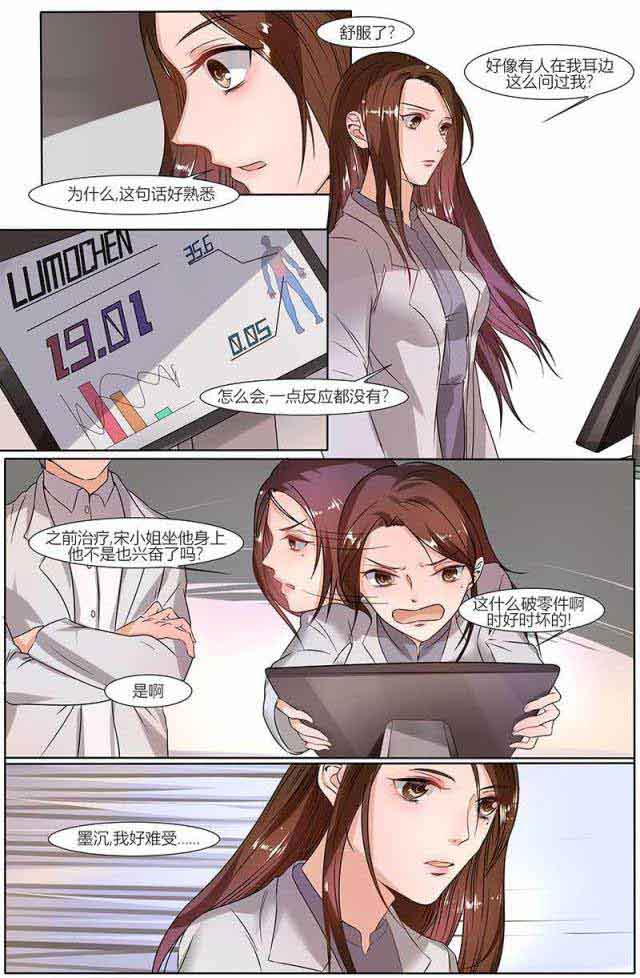 舒服了?
好像有人在我耳边
这么问过我?
为什么,这句话好熟悉
LUMOCHEN
35.6
19.01
0.05
怎么会,一点反应都没有?
之前治疗,宋小姐坐他身上
他不是也兴奋了吗?
这什么破零件啊
时好时坏的!
是啊
墨沉,我好难受……